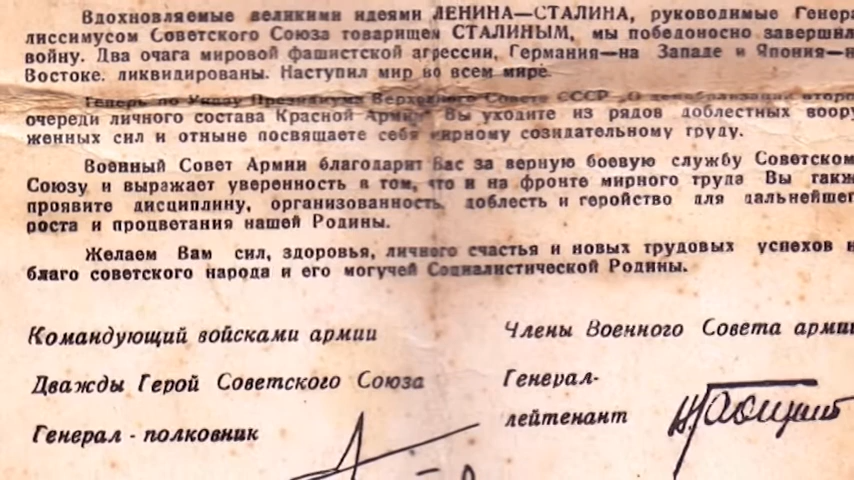 Вдохновляемые великими идеями ЛЕНИНА—СТАЛИНА, руководимые Генера
лиссимусом Советского Союза товарищем СТАЛИНЫМ, мы победоносно завершил
войну. Два очага мировой фашистской агрессии, Германия—на Западе и Япония—н
Востоке. ликвидированы. Наступил мир во всем мире.
Теперь по Указу Президиума Верховного Совета СССР „О демобилизации второ
очереди личного состава Красной Армии" Вы уходите из рядов доблестных воору
женных сил и отныне посвящаете себя мирному созидательному труду.
Военный Совет Армии благодарит Вас за верную боевую службу Советском
Союзу и выражает уверенность в том, что и на фронте мирного труда Вы такж
проявите дисциплину, организованность, доблесть и геройство для дальнейшег
роста и процветания нашей Родины.
Желаем Вам сил, здоровья, личного счастья и новых трудовых успехов н
благо советского народа и его могучей Социалистической Родины.
Командующий войсками армии
Дважды Герой Советского Союза
Генерал - полковник
Члены Военного Совета армии
Генерал-
лейтенант